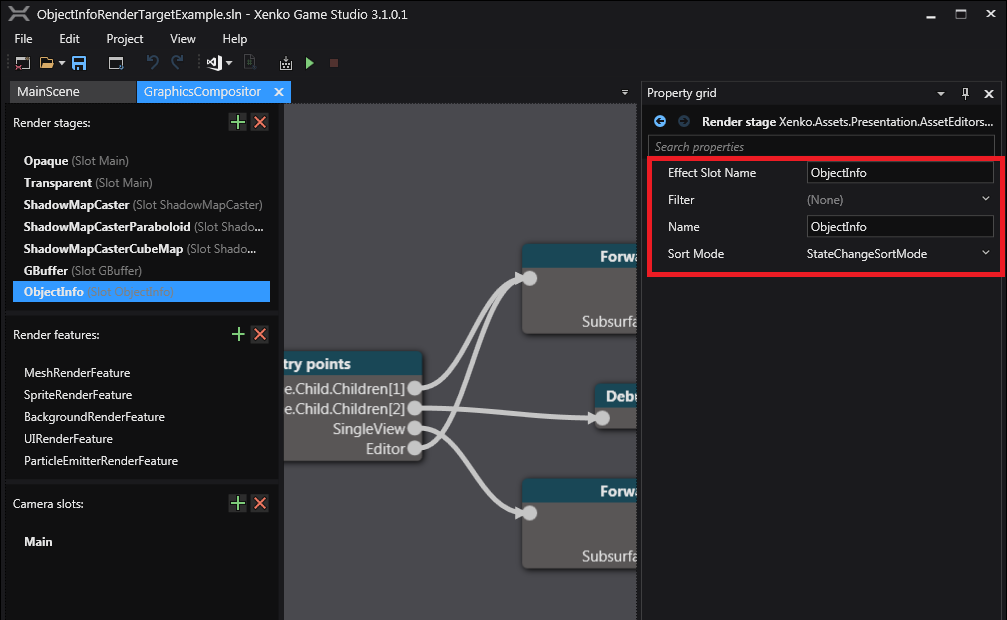 ObjectInfoRenderTargetExample.sln - Xenko Game Studio 3.1.0.1
File Edit Project View Help
MainScene GraphicsCompositor
Render stages:
Opaque (Slot Main)
Transparent (Slot Main)
ShadowMapCaster (Slot ShadowMapCaster)
ShadowMapCasterParaboloid (Slot Shado...
ShadowMapCasterCubeMap (Slot Shado...
GBuffer (Slot GBuffer)
ObjectInfo (Slot ObjectInfo)
Render features:
MeshRenderFeature
SpriteRenderFeature
BackgroundRenderFeature
UIRenderFeature
ParticleEmitterRenderFeature
Camera slots:
Main
try points
e.Child.Children[1]
e.Child.Children[2]
SingleView
Editor
Forwa
Subsurfa
Debu
Forwa
Subsurfa
Property grid
Render stage Xenko.Assets.Presentation.AssetEditors...
Search properties
Effect Slot Name ObjectInfo
Filter (None)
Name ObjectInfo
Sort Mode StateChangeSortMode